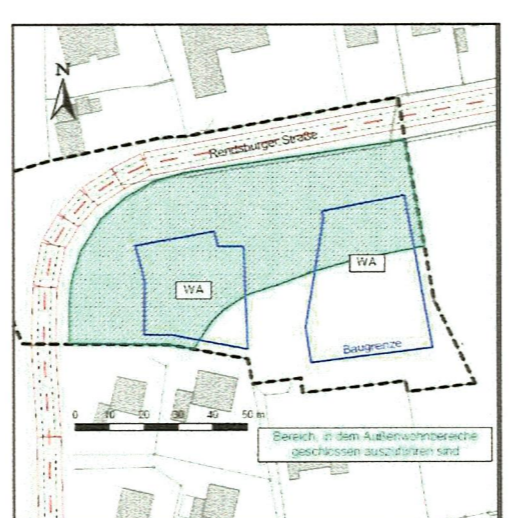 N
Rendsburger Straße
WA
WA
Baugrenze
0 10 20 30 40 50 m
Bereich, in dem Außenwohnbereiche
geschlossen auszuführen sind